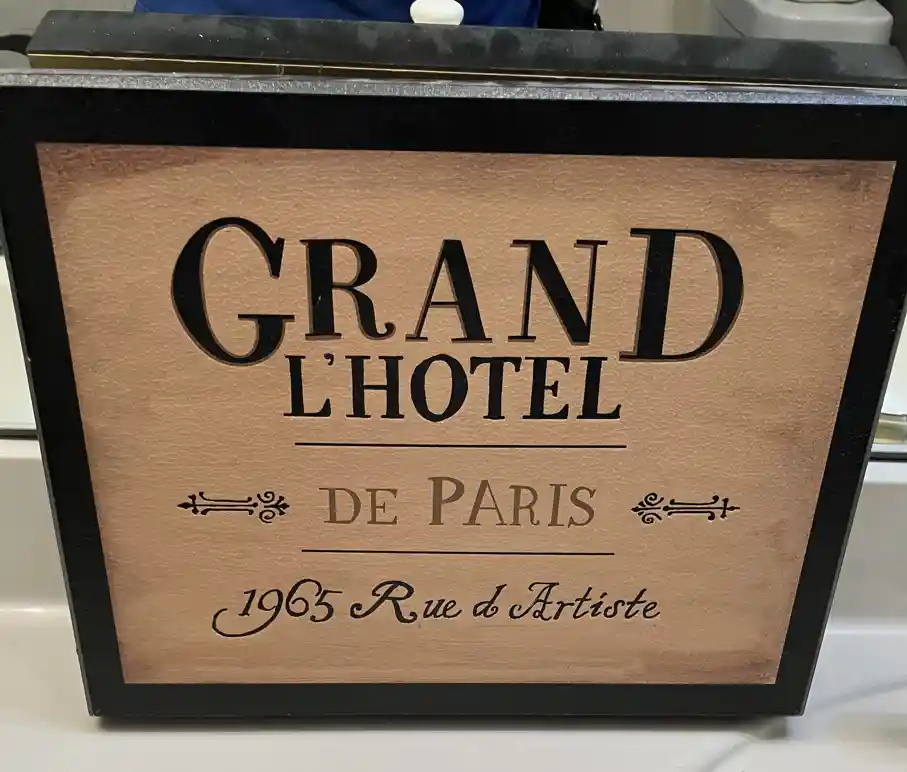 GRAND
L'HOTEL
DE PARIS
1965 Rue d Artiste